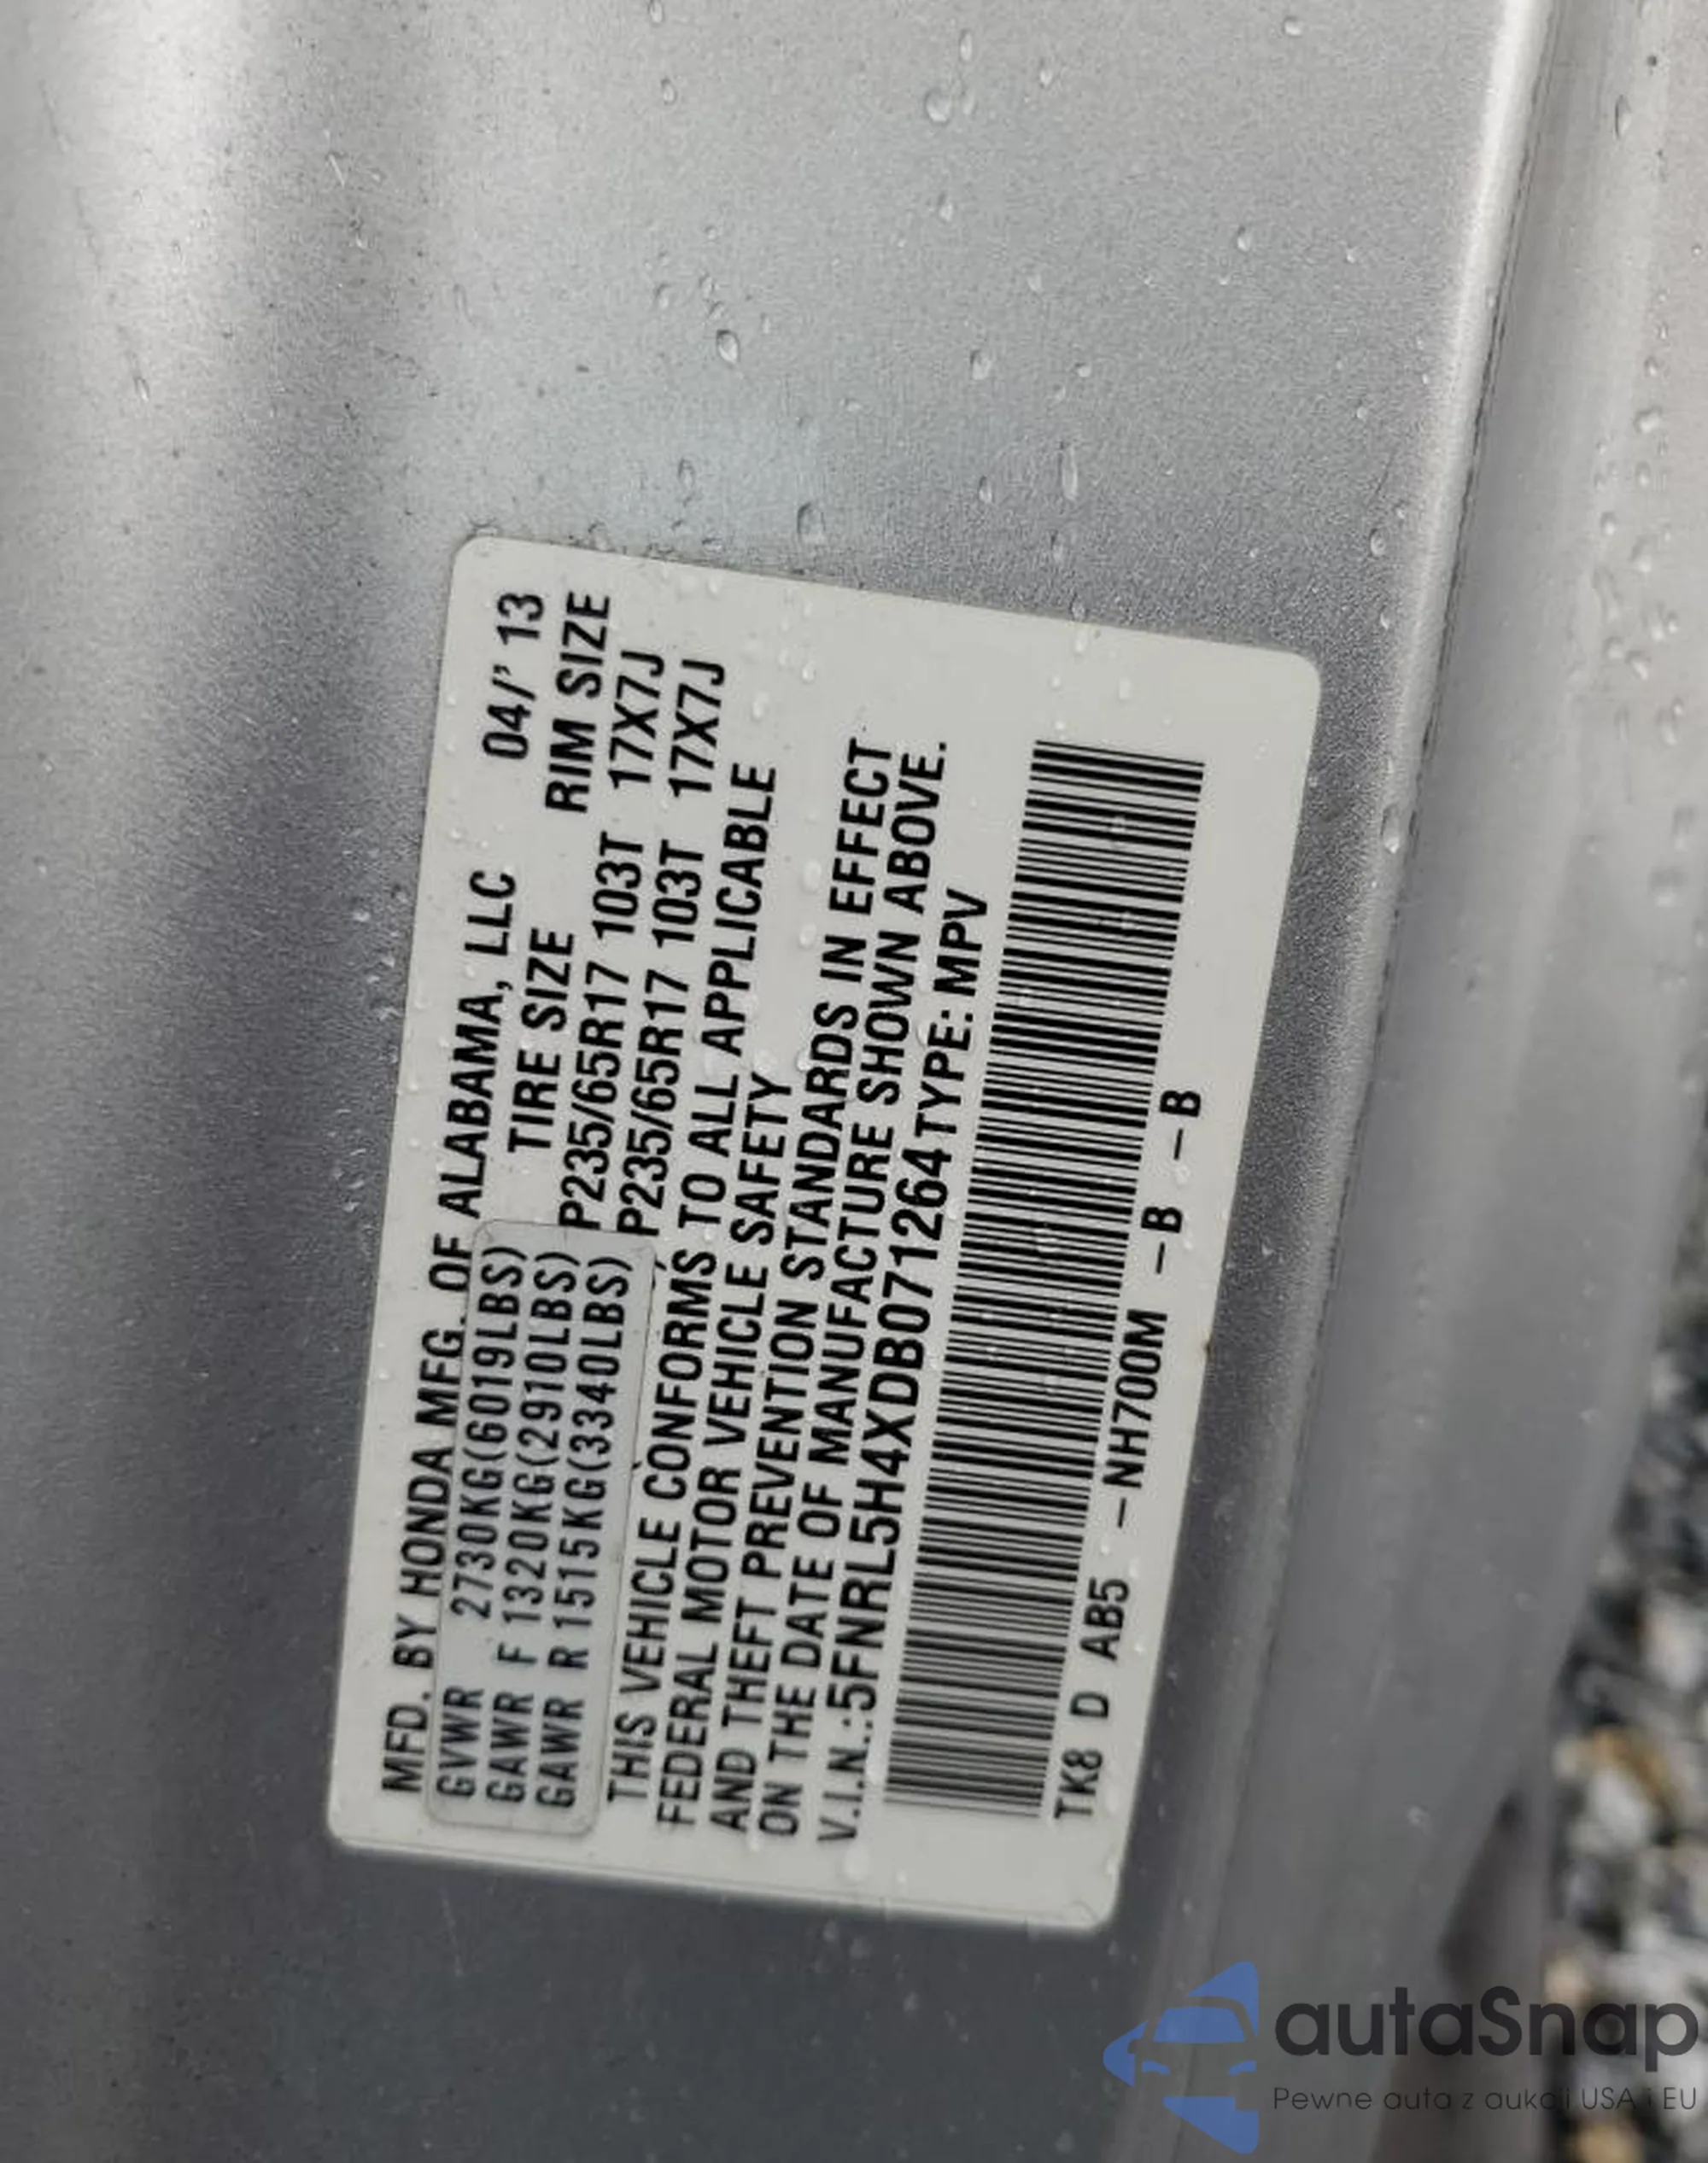 MFD. BY HONDA MFG. OF ALABAMA, LLC 04/'13
TIRE SIZE RIM SIZE
GVWR 2730KG(6019LBS)
GAWR F 1320KG(2910LBS) P235/65R17 103T 17X7J
GAWR R 1515KG(3340LBS) P235/65R17 103T 17X7J
THIS VEHICLE CONFORMS TO ALL APPLICABLE
FEDERAL MOTOR VEHICLE SAFETY
AND THEFT PREVENTION STANDARDS IN EFFECT
ON THE DATE OF MANUFACTURE SHOWN ABOVE.
V.I.N.:5FNRL5H4XDB071264 TYPE: MPV
TK8 D AB5 -NH700M -B -B
autaSnap
Pewne auta z aukcji USA i EU